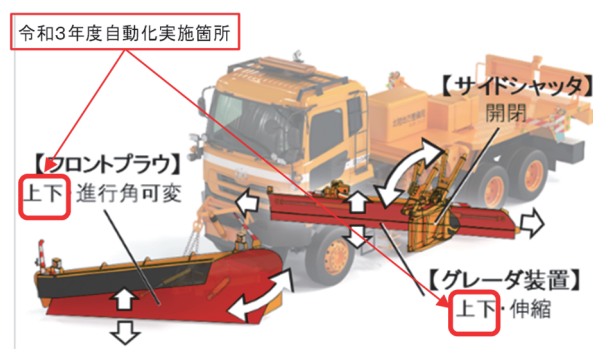 令和3年度自動化実施箇所
【サイドシャッタ】
開閉
【フロントプラウ】
上下・進行角可変
【グレーダ装置】
上下・伸縮